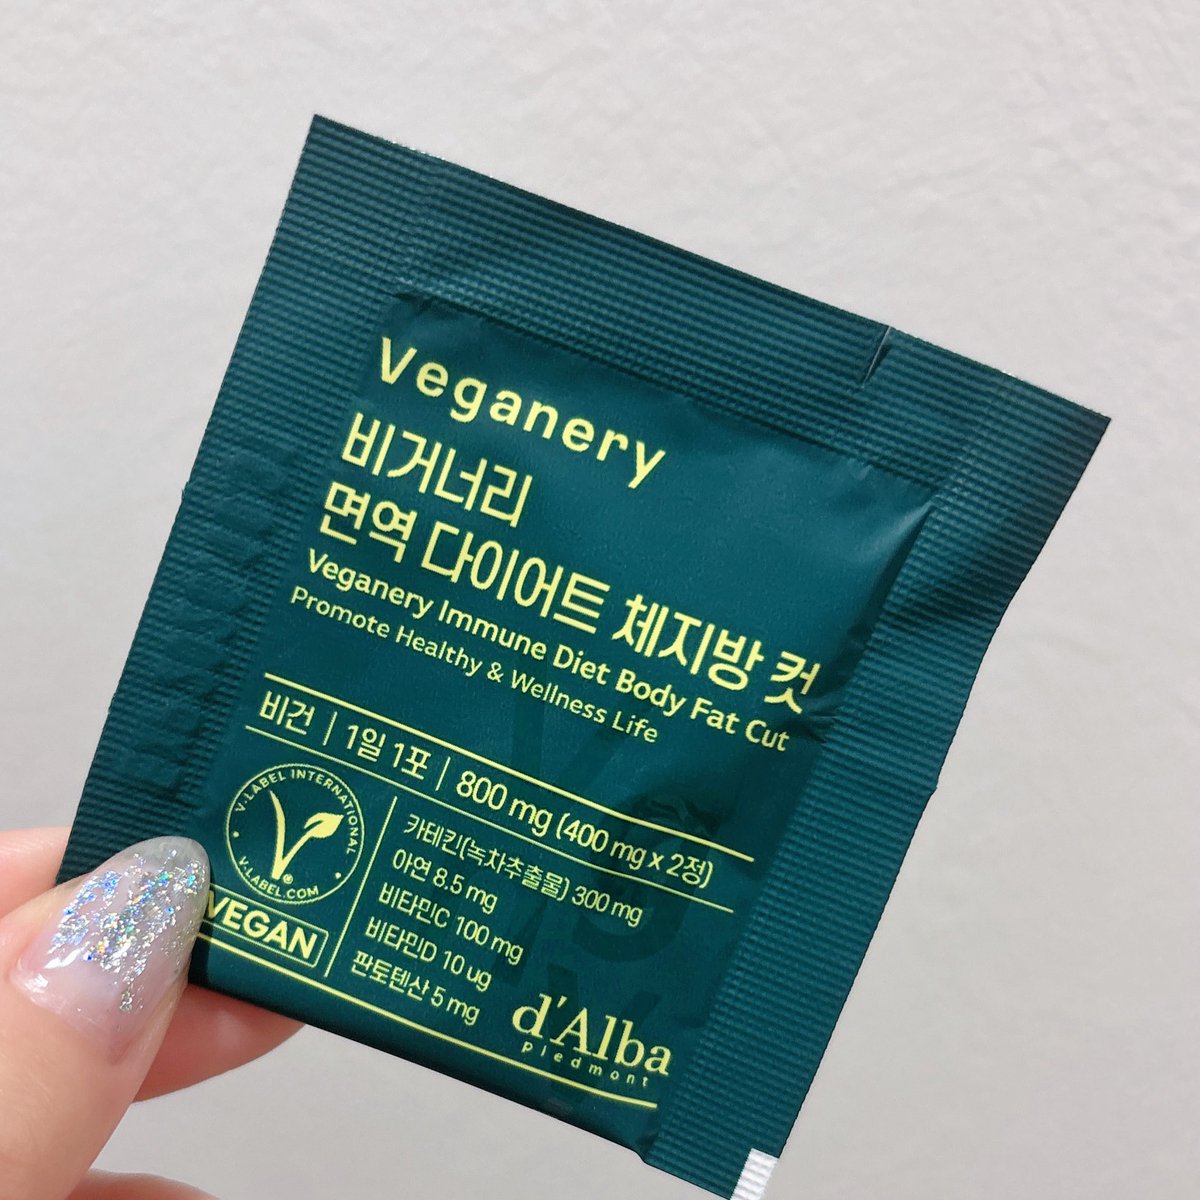 Veganery
비거너리
면역 다이어트 체지방 컷
Veganery Immune Diet Body Fat Cut
Promote Healthy & Wellness Life
비건 | 1일 1포 | 800 mg (400 mg x 2정)
V-LABEL INTERNATIONAL
V-LABEL.COM
VEGAN
카테킨(녹차추출물) 300 mg
아연 8.5 mg
비타민C 100 mg
비타민D 10 ug
판토텐산 5 mg
d'Alba
Piedmont